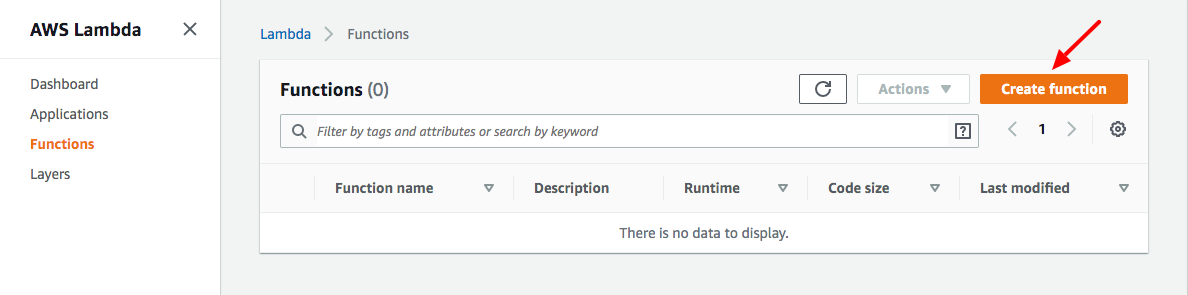 AWS Lambda
Dashboard
Applications
Functions
Layers
Lambda Functions
Functions (0)
Actions
Create function
Filter by tags and attributes or search by keyword
?
1
Function name Description Runtime Code size Last modified
There is no data to display.